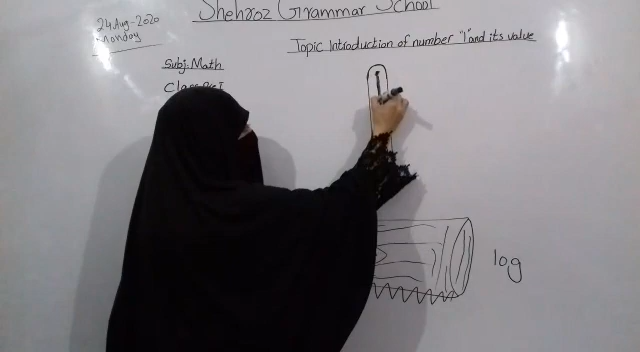 Shehroz Grammar School
24 Aug-2020
Monday
Topic Introduction of number "1" and its value
Subj. Math
log